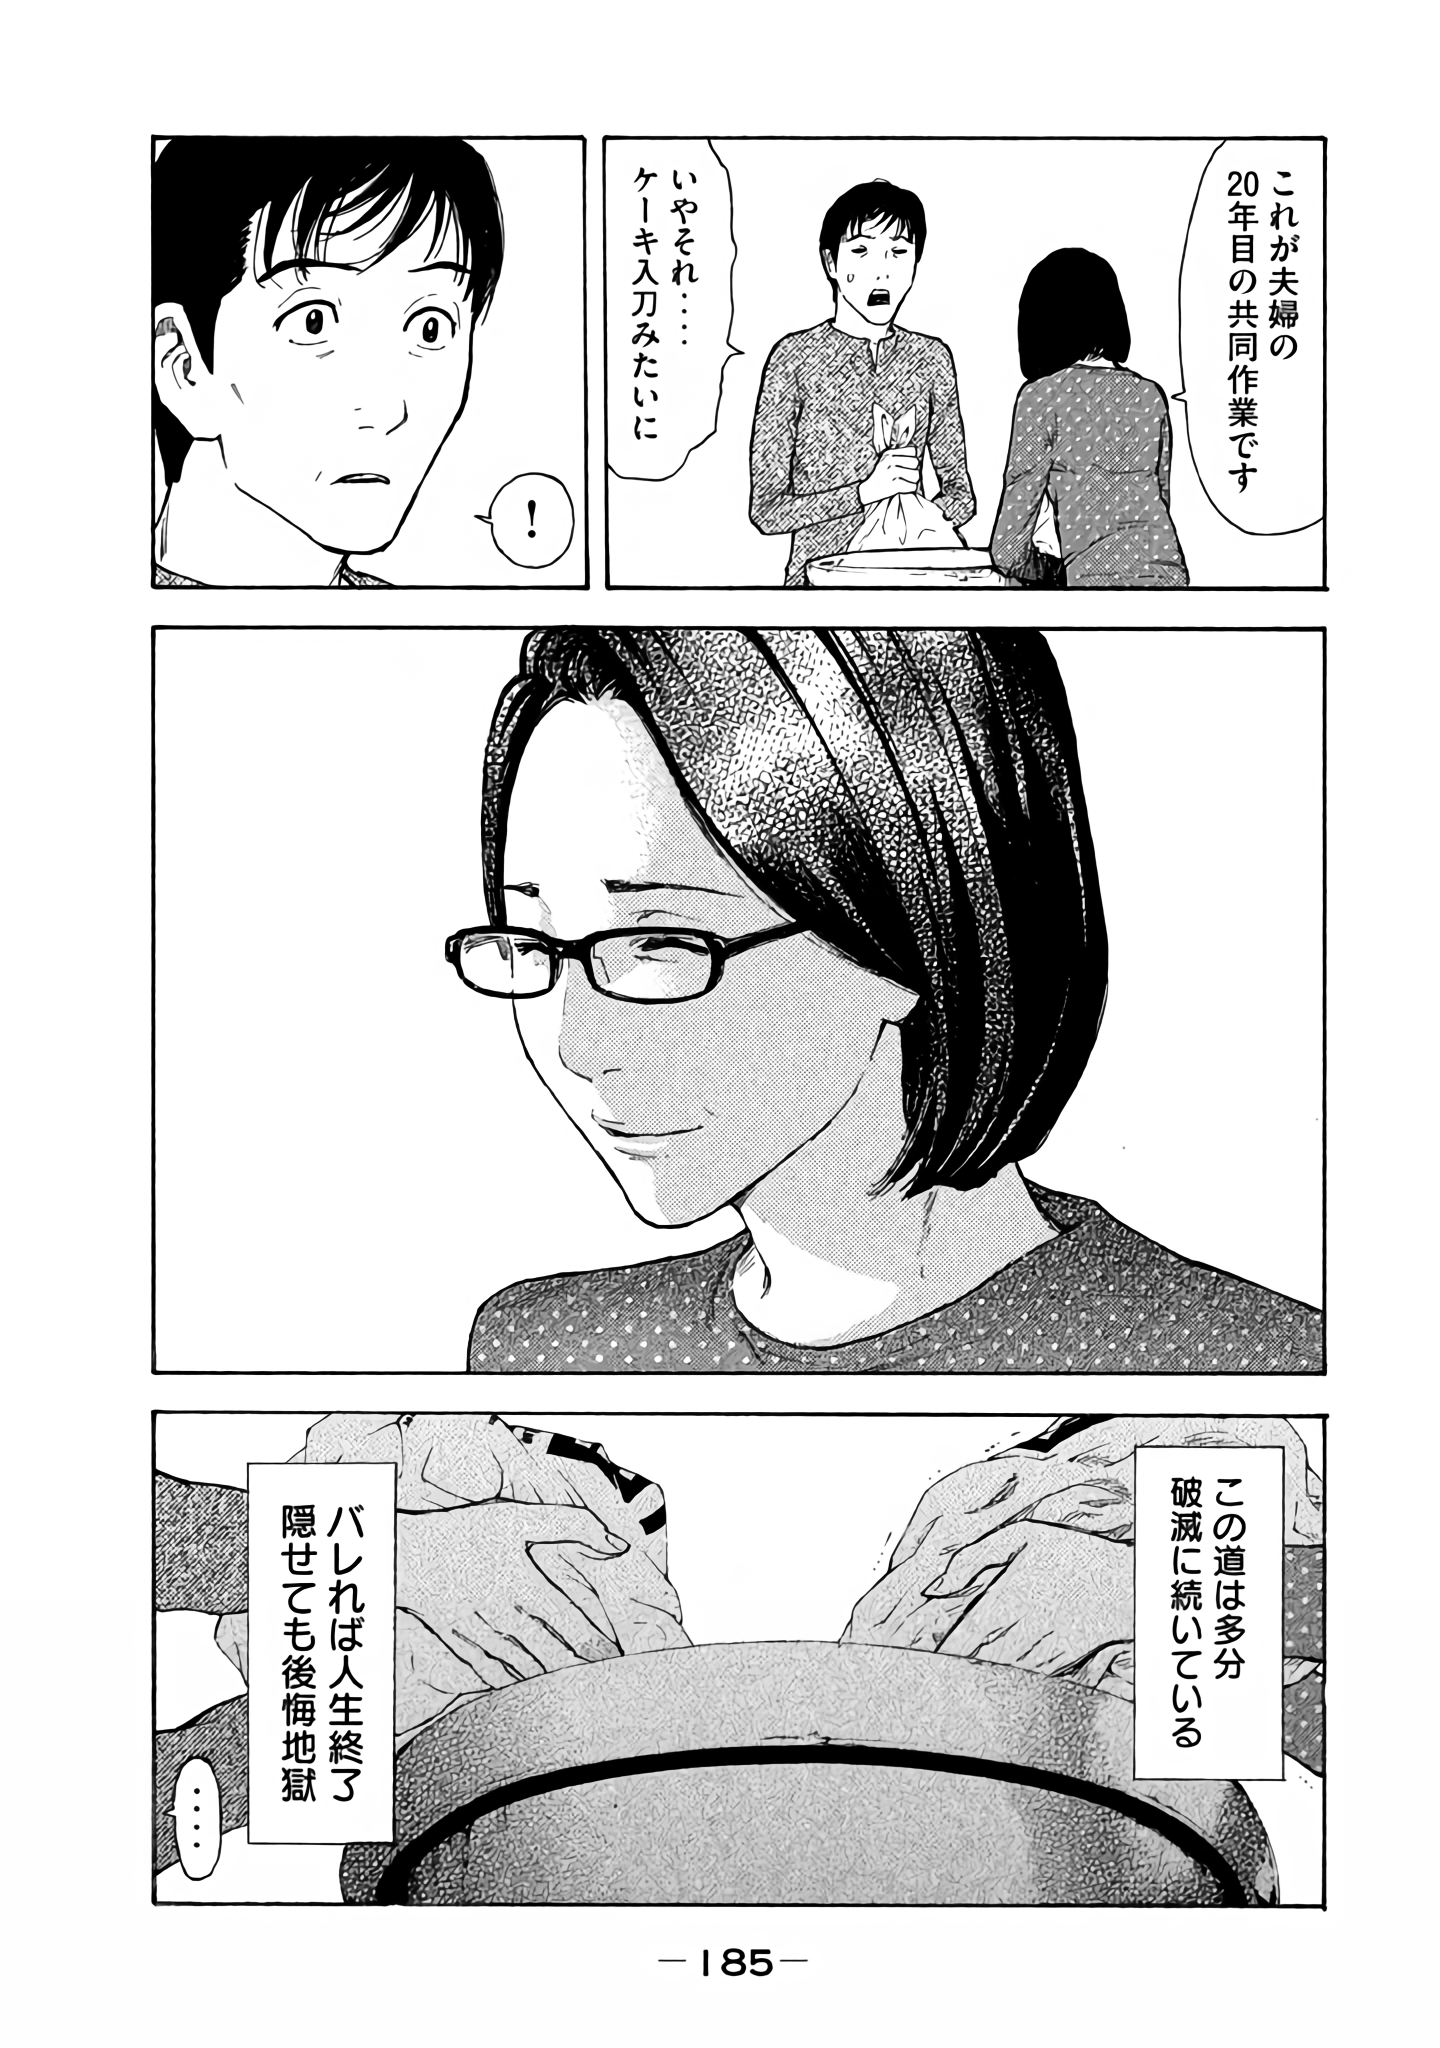 これが夫婦の
20年目の共同作業です
いやそれ‥‥
ケーキ入刀みたいに
！
この道は多分
破滅に続いている
バレれば人生終了
隠せても後悔地獄
‥‥‥
—185—